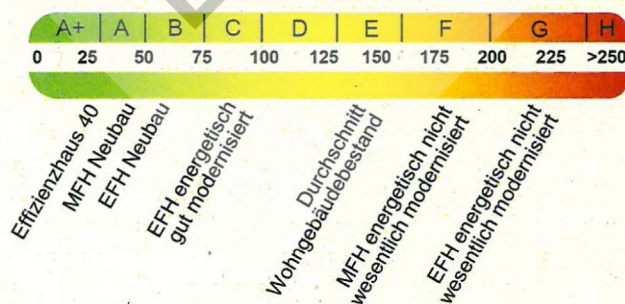 A+ A B C D E F G H
0 25 50 75 100 125 150 175 200 225 >250
Effizienzhaus 40
MFH Neubau
EFH Neubau
EFH energetisch
gut modernisiert
Durchschnitt
Wohngebäudebestand
MFH energetisch nicht
wesentlich modernisiert
EFH energetisch nicht
wesentlich modernisiert